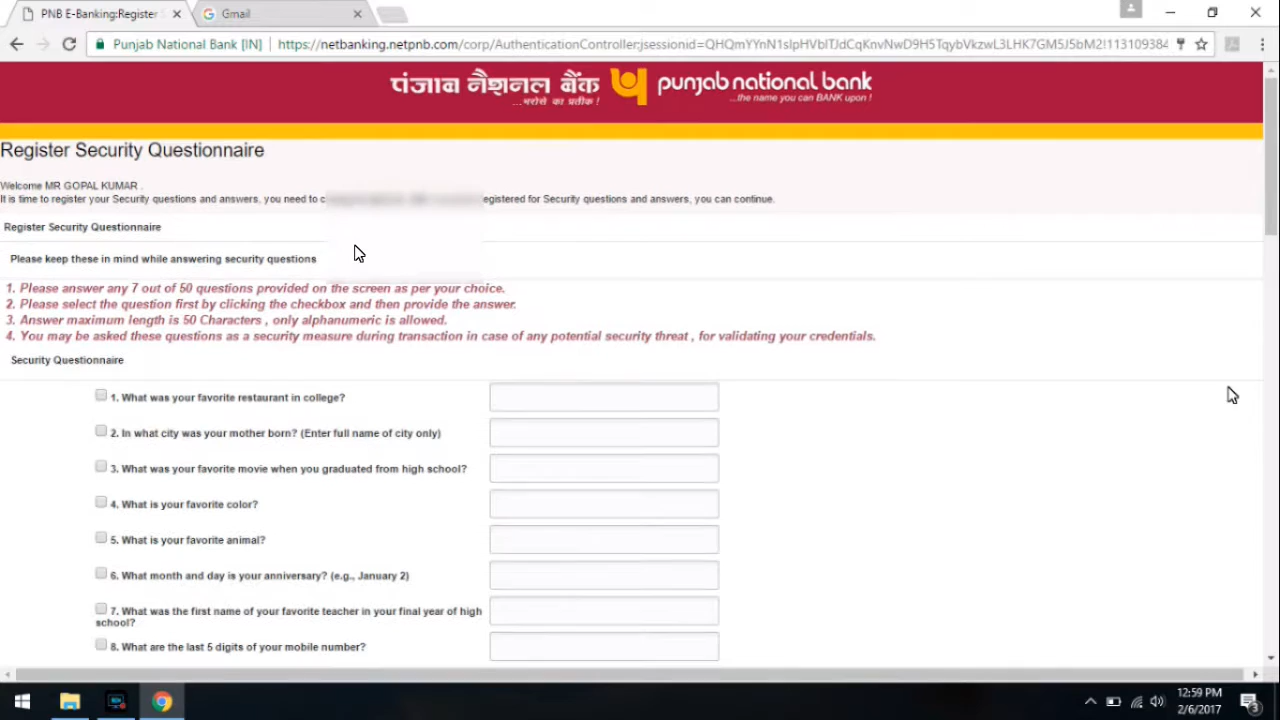 PNB E-Banking:Register S
Gmail
Punjab National Bank [IN]
https://netbanking.netpnb.com/corp/AuthenticationController;jsessionid=
पंजाब नैशनल बैंक
...भरोसे का प्रतीक !
punjab national bank
...the name you can BANK upon !
Register Security Questionnaire
Welcome MR GOPAL KUMAR .
It is time to register your Security questions and answers, you need to egistered for Security questions and answers, you can continue.
Register Security Questionnaire
Please keep these in mind while answering security questions
1. Please answer any 7 out of 50 questions provided on the screen as per your choice.
2. Please select the question first by clicking the checkbox and then provide the answer.
3. Answer maximum length is 50 Characters , only alphanumeric is allowed.
4. You may be asked these questions as a security measure during transaction in case of any potential security threat , for validating your credentials.
Security Questionnaire
1. What was your favorite restaurant in college?
2. In what city was your mother born? (Enter full name of city only)
3. What was your favorite movie when you graduated from high school?
4. What is your favorite color?
5. What is your favorite animal?
6. What month and day is your anniversary? (e.g., January 2)
7. What was the first name of your favorite teacher in your final year of high
school?
8. What are the last 5 digits of your mobile number?
12:59 PM
2/6/2017
3